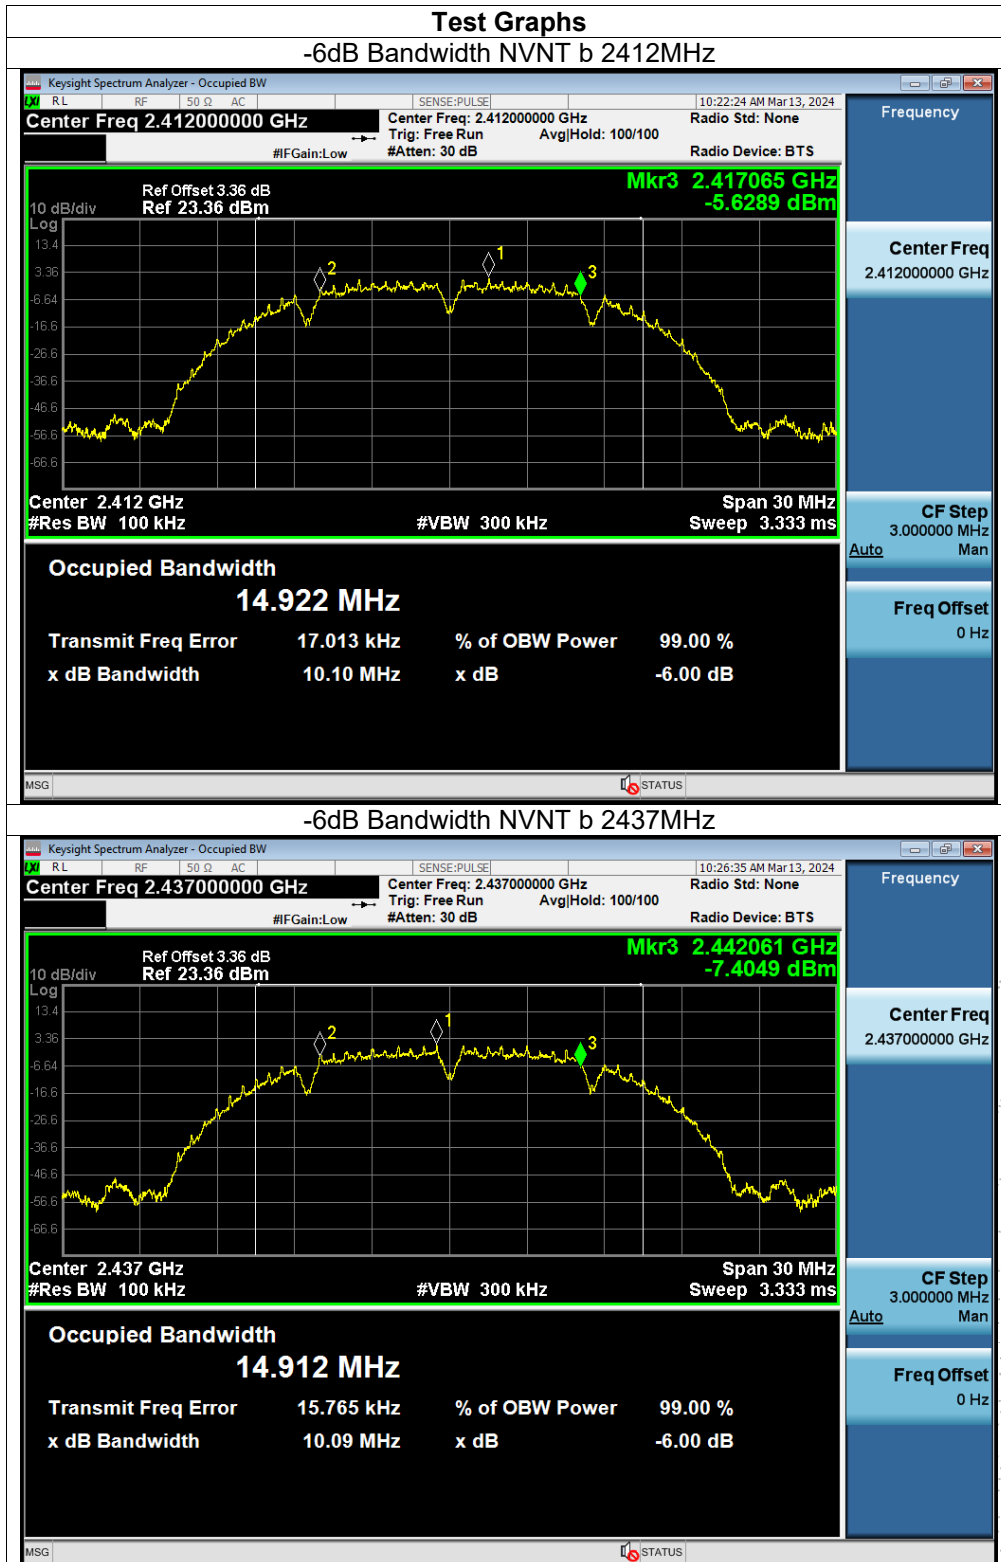 Test Graphs
-6dB Bandwidth NVNT b 2412MHz
Keysight Spectrum Analyzer - Occupied BW
LXI RL RF 50 Ω AC SENSE:PULSE 10:22:24 AM Mar 13, 2024
Center Freq 2.412000000 GHz Center Freq: 2.412000000 GHz Radio Std: None
Trig: Free Run Avg|Hold: 100/100
#IFGain:Low #Atten: 30 dB Radio Device: BTS
Frequency
Mkr3 2.417065 GHz
-5.6289 dBm
Ref Offset 3.36 dB
10 dB/div Ref 23.36 dBm
Log
13.4
3.36
-6.64
-16.6
-26.6
-36.6
-46.6
-56.6
-66.6
2
1
3
Center 2.412 GHz Span 30 MHz
#Res BW 100 kHz #VBW 300 kHz Sweep 3.333 ms
Center Freq
2.412000000 GHz
CF Step
3.000000 MHz
Auto Man
Freq Offset
0 Hz
Occupied Bandwidth
14.922 MHz
Transmit Freq Error 17.013 kHz % of OBW Power 99.00 %
x dB Bandwidth 10.10 MHz x dB -6.00 dB
MSG STATUS
-6dB Bandwidth NVNT b 2437MHz
Keysight Spectrum Analyzer - Occupied BW
LXI RL RF 50 Ω AC SENSE:PULSE 10:26:35 AM Mar 13, 2024
Center Freq 2.437000000 GHz Center Freq: 2.437000000 GHz Radio Std: None
Trig: Free Run Avg|Hold: 100/100
#IFGain:Low #Atten: 30 dB Radio Device: BTS
Frequency
Mkr3 2.442061 GHz
-7.4049 dBm
Ref Offset 3.36 dB
10 dB/div Ref 23.36 dBm
Log
13.4
3.36
-6.64
-16.6
-26.6
-36.6
-46.6
-56.6
-66.6
2
1
3
Center 2.437 GHz Span 30 MHz
#Res BW 100 kHz #VBW 300 kHz Sweep 3.333 ms
Center Freq
2.437000000 GHz
CF Step
3.000000 MHz
Auto Man
Freq Offset
0 Hz
Occupied Bandwidth
14.912 MHz
Transmit Freq Error 15.765 kHz % of OBW Power 99.00 %
x dB Bandwidth 10.09 MHz x dB -6.00 dB
MSG STATUS